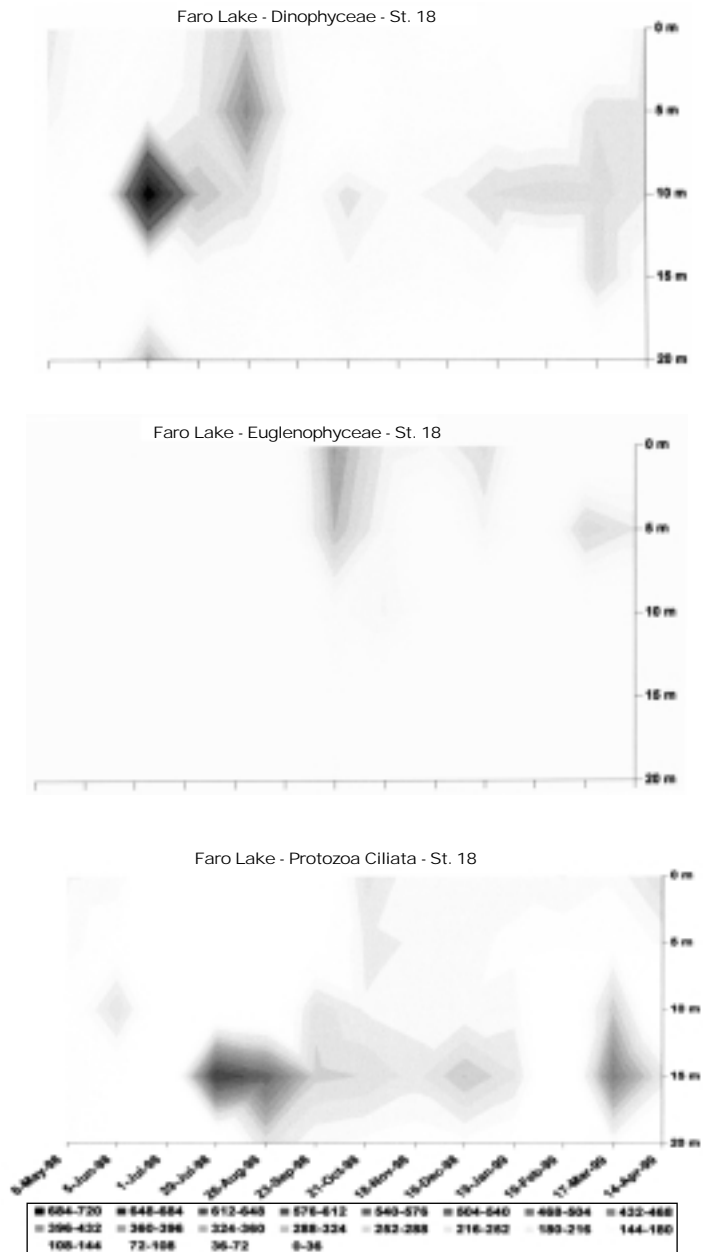 Faro Lake - Dinophyceae - St. 18
0 m
5 m
10 m
15 m
20 m
Faro Lake - Euglenophyceae - St. 18
0 m
5 m
10 m
15 m
20 m
Faro Lake - Protozoa Ciliata - St. 18
0 m
5 m
10 m
15 m
20 m
8-May-98 5-Jun-98 1-Jul-98 29-Jul-98 26-Aug-98 23-Sep-98 21-Oct-98 18-Nov-98 16-Dec-98 19-Feb-99 17-Mar-99 14-Apr-99
684-720 648-684 612-648 576-612 540-576 504-540 468-504 432-468
396-432 360-396 324-360 288-324 252-288 216-252 180-216 144-180
108-144 72-108 36-72 0-36